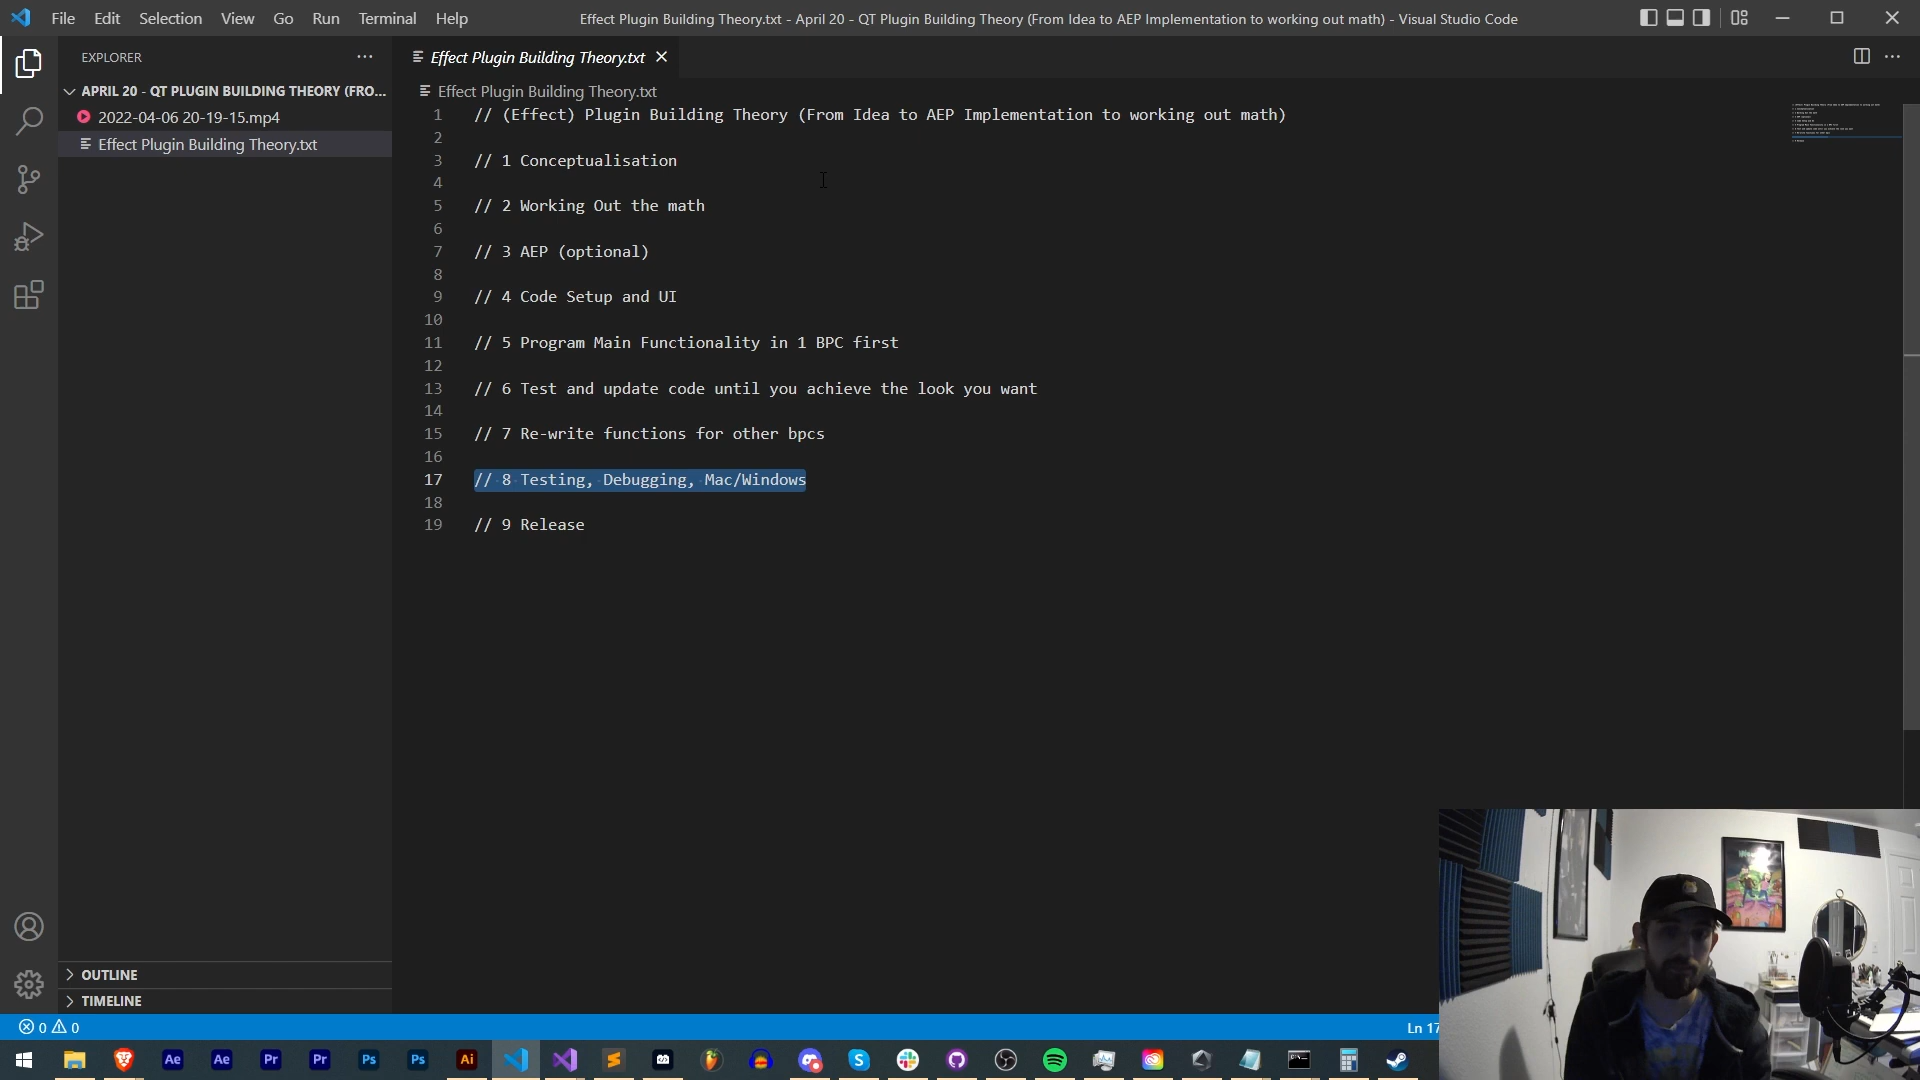 File Edit Selection View Go Run Terminal Help
Effect Plugin Building Theory.txt - April 20 - QT Plugin Building Theory (From Idea to AEP Implementation to working out math) - Visual Studio Code
EXPLORER
APRIL 20 - QT PLUGIN BUILDING THEORY (FRO...
2022-04-06 20-19-15.mp4
Effect Plugin Building Theory.txt
OUTLINE
TIMELINE
Effect Plugin Building Theory.txt
Effect Plugin Building Theory.txt
1 // (Effect) Plugin Building Theory (From Idea to AEP Implementation to working out math)
2
3 // 1 Conceptualisation
4
5 // 2 Working Out the math
6
7 // 3 AEP (optional)
8
9 // 4 Code Setup and UI
10
11 // 5 Program Main Functionality in 1 BPC first
12
13 // 6 Test and update code until you achieve the look you want
14
15 // 7 Re-write functions for other bpcs
16
17 // 8 Testing, Debugging, Mac/Windows
18
19 // 9 Release
0 0
Ln 17
Ae Ae Pr Pr Ps Ps Ai